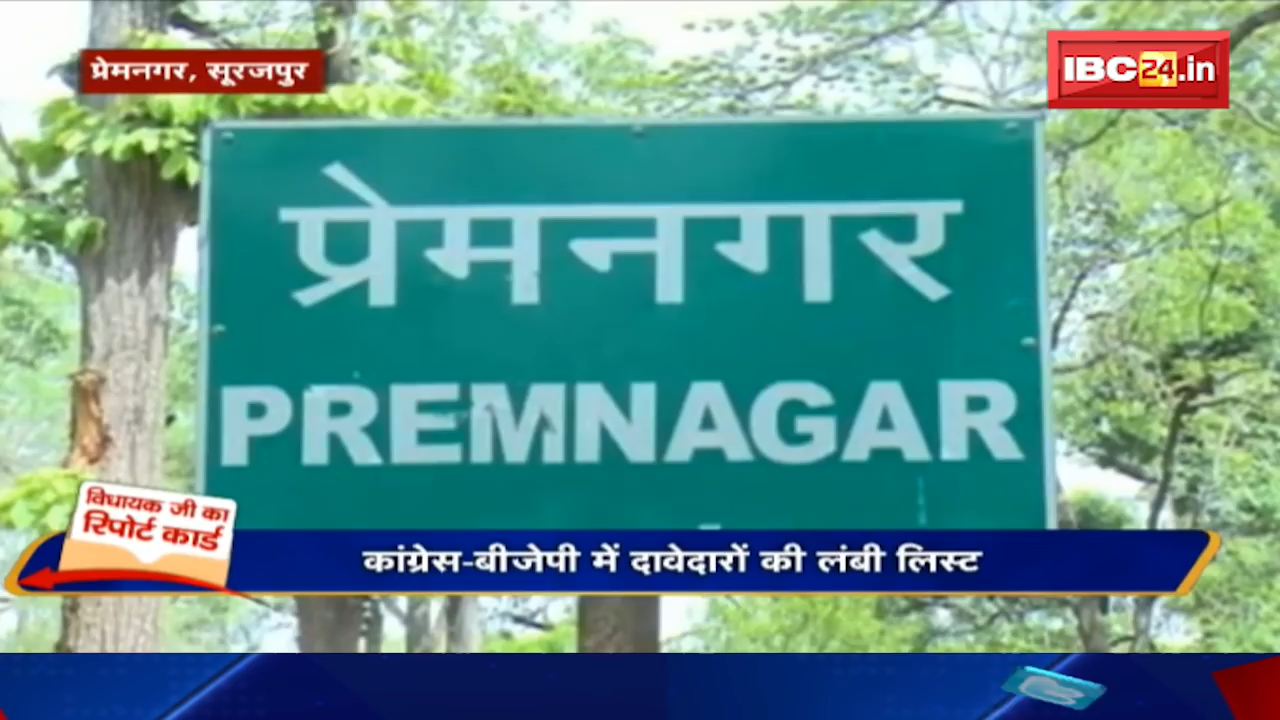 प्रेमनगर, सूरजपुर
IBC24.in
प्रेमनगर
PREMNAGAR
विधायक जी का
रिपोर्ट कार्ड
कांग्रेस-बीजेपी में दावेदारों की लंबी लिस्ट